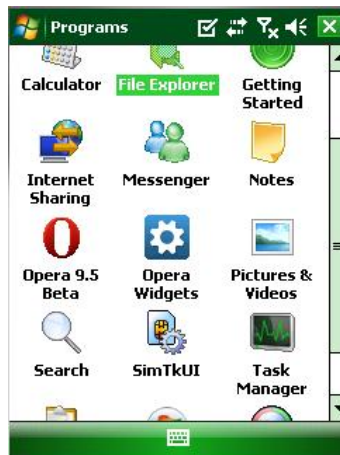 Programs
Calculator File Explorer Getting
Started
Internet Messenger Notes
Sharing
Opera 9.5 Opera Pictures &
Beta Widgets Videos
Search SimTkUI Task
Manager